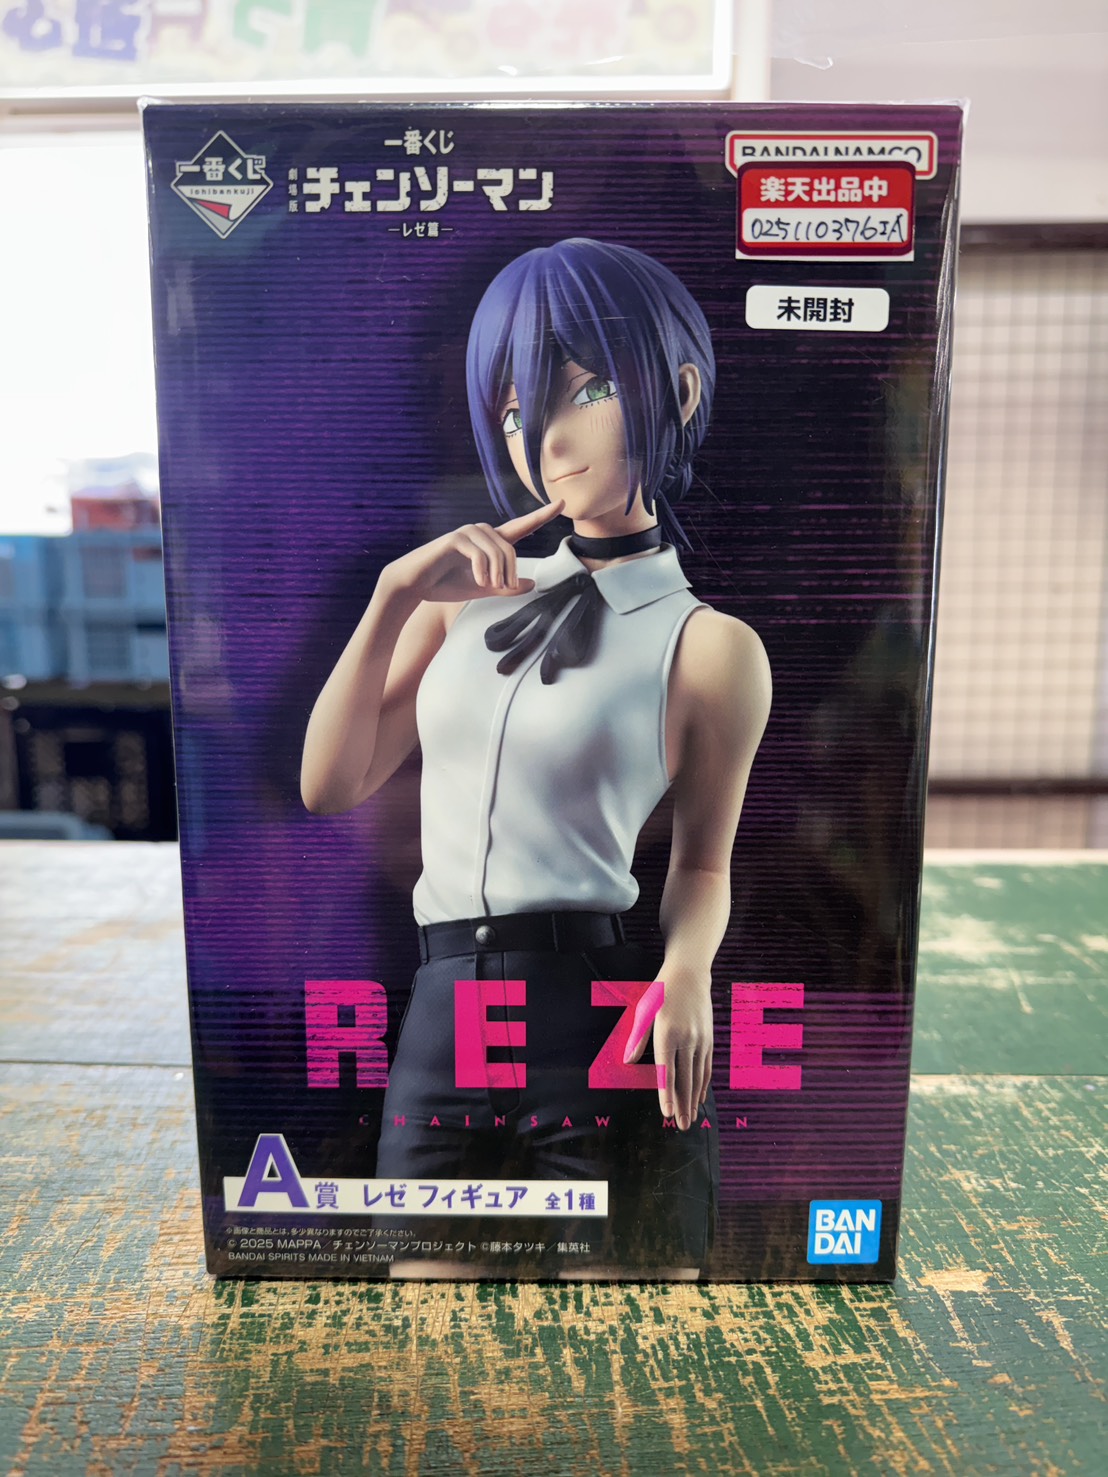 一番くじ
ichibankuji
一番くじ
劇場版 チェンソーマン
―レゼ篇―
BANDAI NAMCO
楽天出品中
025110376IA
未開封
REZE
CHAINSAW MAN
A賞 レゼ フィギュア 全1種
※画像と商品とは、多少異なりますのでご了承ください。
© 2025 MAPPA／チェンソーマンプロジェクト ©藤本タツキ／集英社
BANDAI SPIRITS MADE IN VIETNAM
BAN
DAI